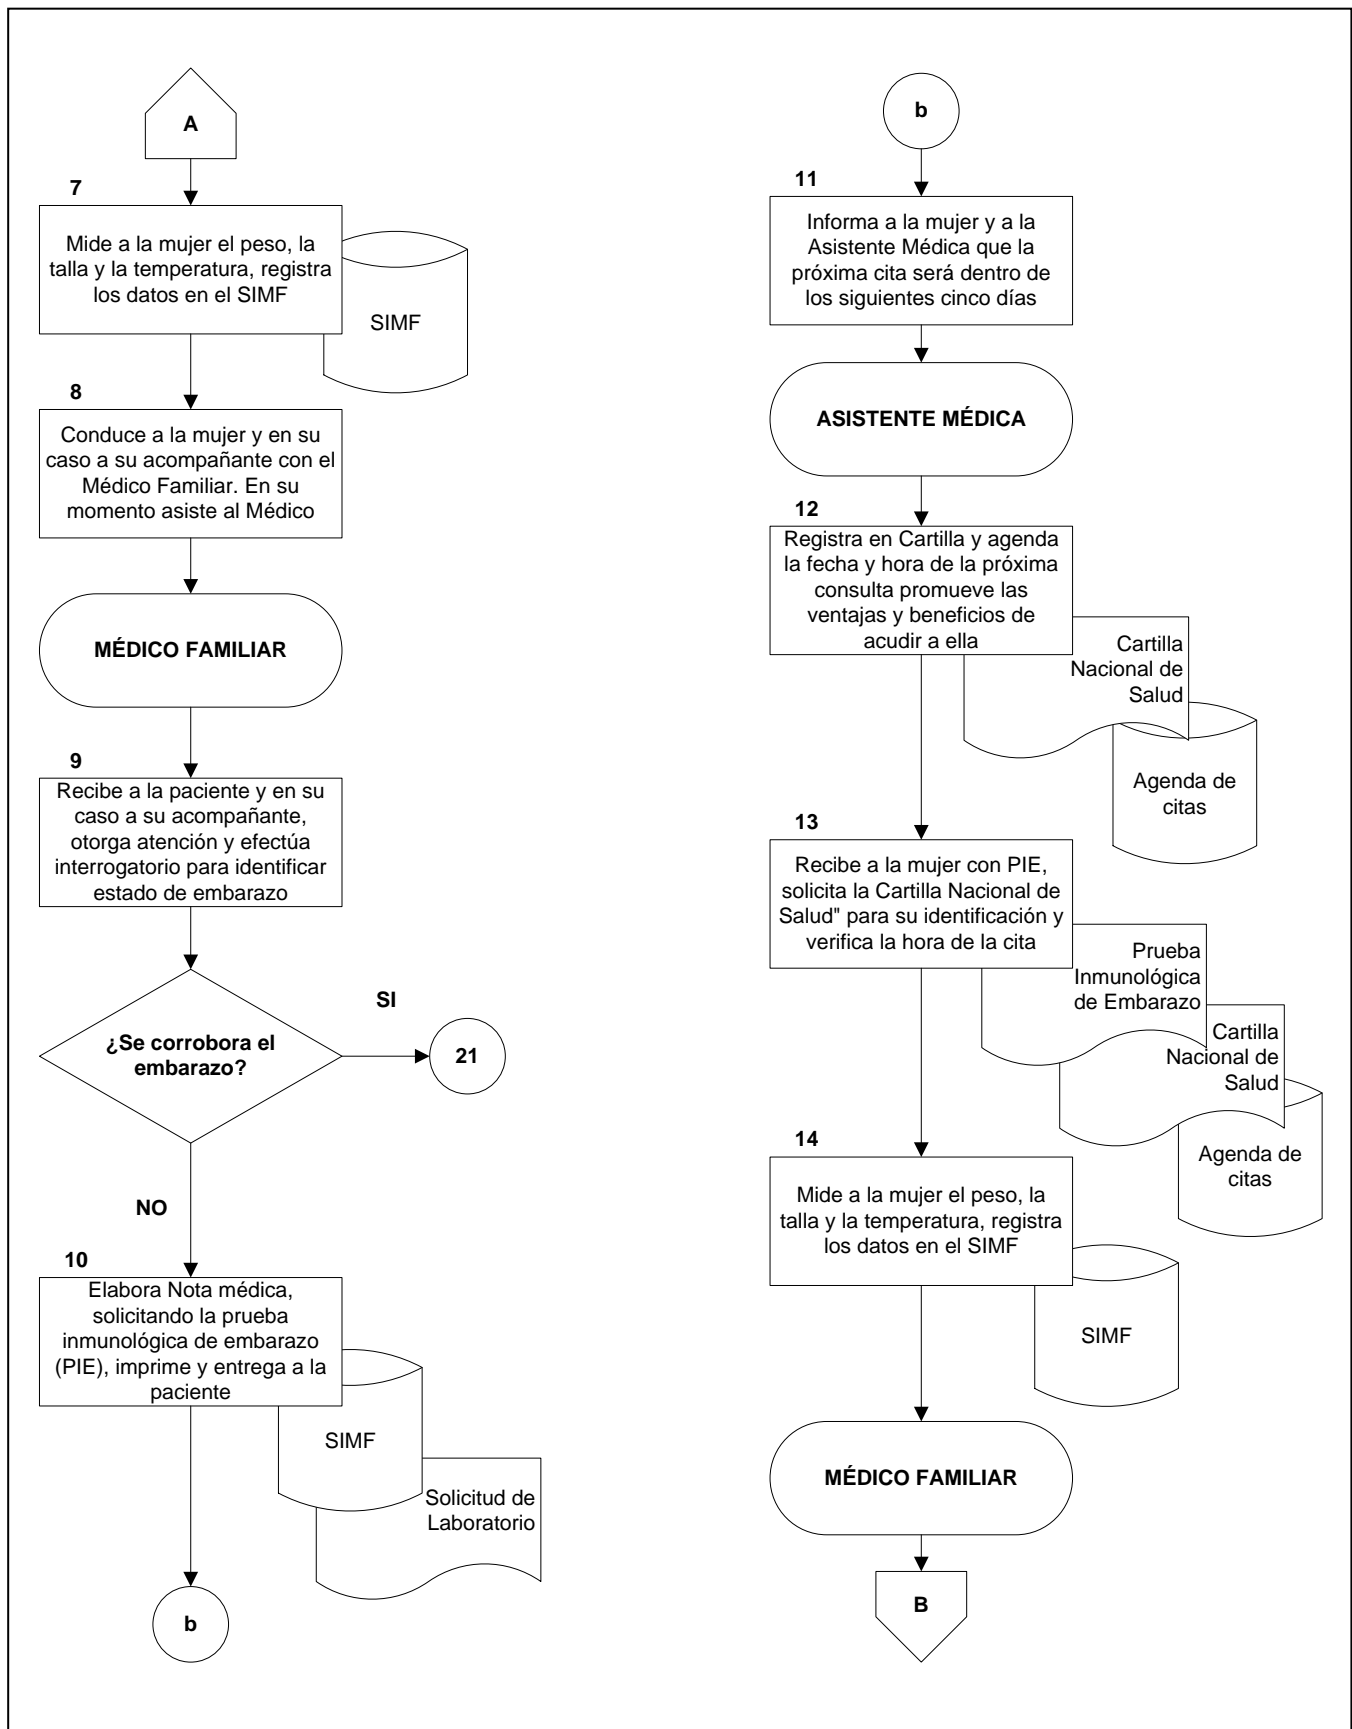 A
7
Mide a la mujer el peso, la
talla y la temperatura, registra
los datos en el SIMF
SIMF
8
Conduce a la mujer y en su
caso a su acompañante con el
Médico Familiar. En su
momento asiste al Médico
MÉDICO FAMILIAR
9
Recibe a la paciente y en su
caso a su acompañante,
otorga atención y efectúa
interrogatorio para identificar
estado de embarazo
¿Se corrobora el
embarazo?
SI
21
NO
10
Elabora Nota médica,
solicitando la prueba
inmunológica de embarazo
(PIE), imprime y entrega a la
paciente
SIMF
Solicitud de
Laboratorio
b
b
11
Informa a la mujer y a la
Asistente Médica que la
próxima cita será dentro de
los siguientes cinco días
ASISTENTE MÉDICA
12
Registra en Cartilla y agenda
la fecha y hora de la próxima
consulta promueve las
ventajas y beneficios de
acudir a ella
Cartilla
Nacional de
Salud
Agenda de
citas
13
Recibe a la mujer con PIE,
solicita la Cartilla Nacional de
Salud" para su identificación y
verifica la hora de la cita
Prueba
Inmunológica
de Embarazo
Cartilla
Nacional de
Salud
Agenda de
citas
14
Mide a la mujer el peso, la
talla y la temperatura, registra
los datos en el SIMF
SIMF
MÉDICO FAMILIAR
B